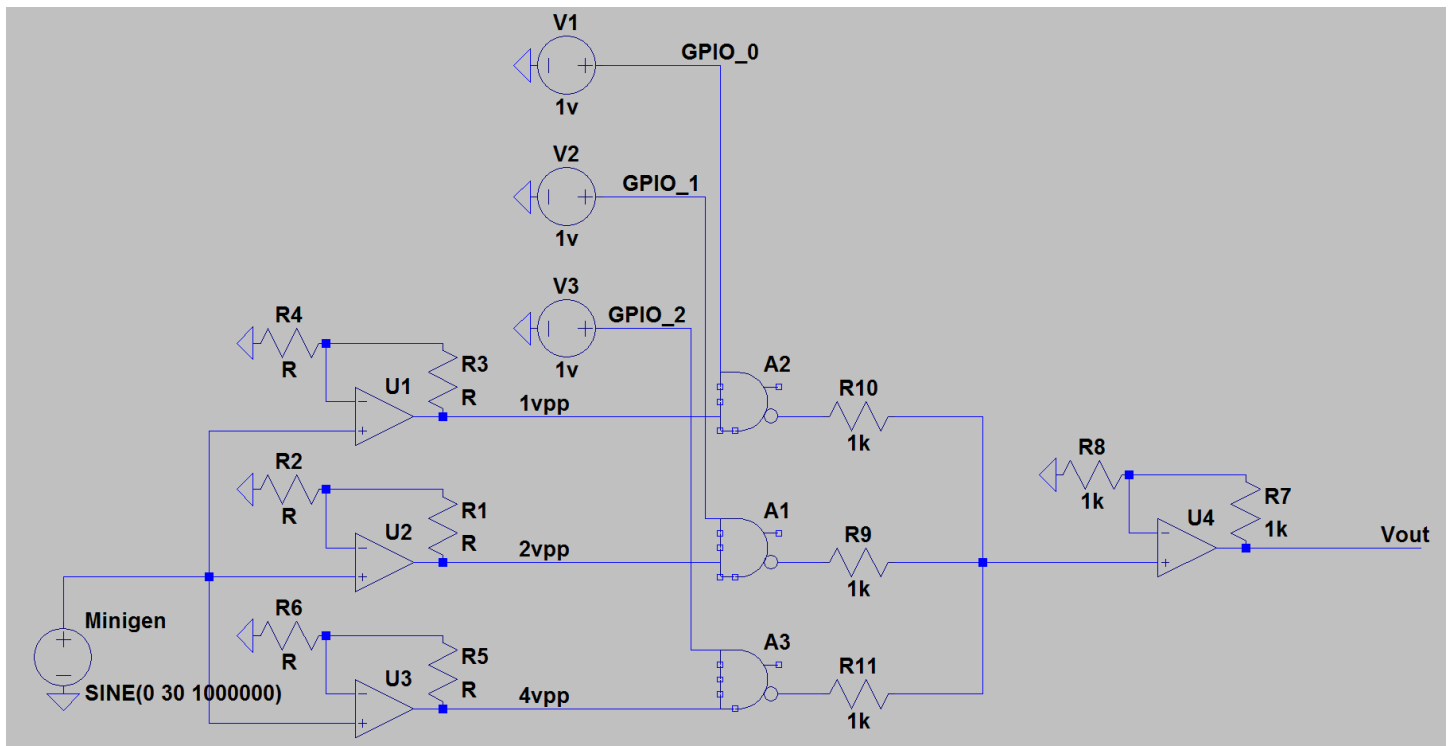 V1
GPIO_0
1v
V2
GPIO_1
1v
V3
GPIO_2
1v
R4
R
R3
R
U1
1vpp
A2
R10
1k
R2
R
R1
R
U2
2vpp
A1
R9
1k
R8
1k
R7
1k
U4
Vout
Minigen
SINE(0 30 1000000)
R6
R
R5
R
U3
4vpp
A3
R11
1k